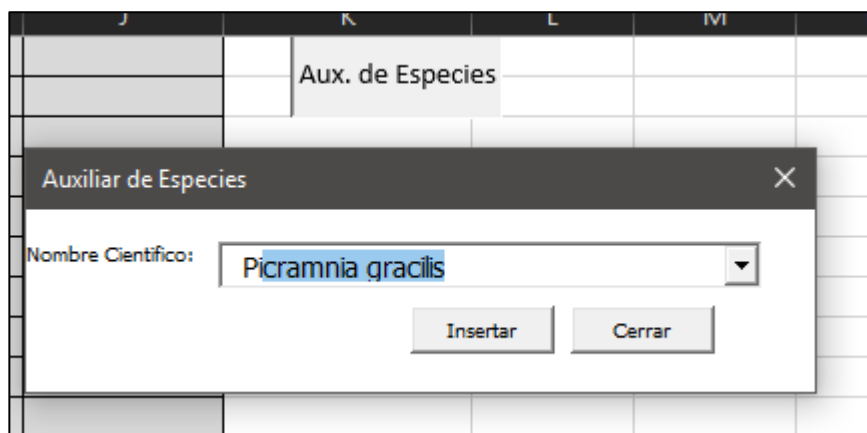 J K L M
Aux. de Especies
Auxiliar de Especies
Nombre Cientifico:
Picramnia gracilis
Insertar Cerrar